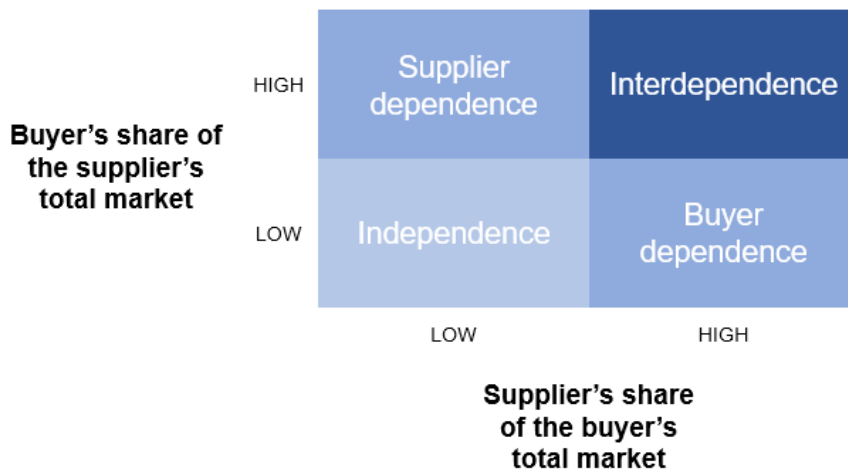 Supplier
dependence
Interdependence
HIGH
Buyer's share of
the supplier's
total market
Independence
Buyer
dependence
LOW
LOW
HIGH
Supplier's share
of the buyer's
total market